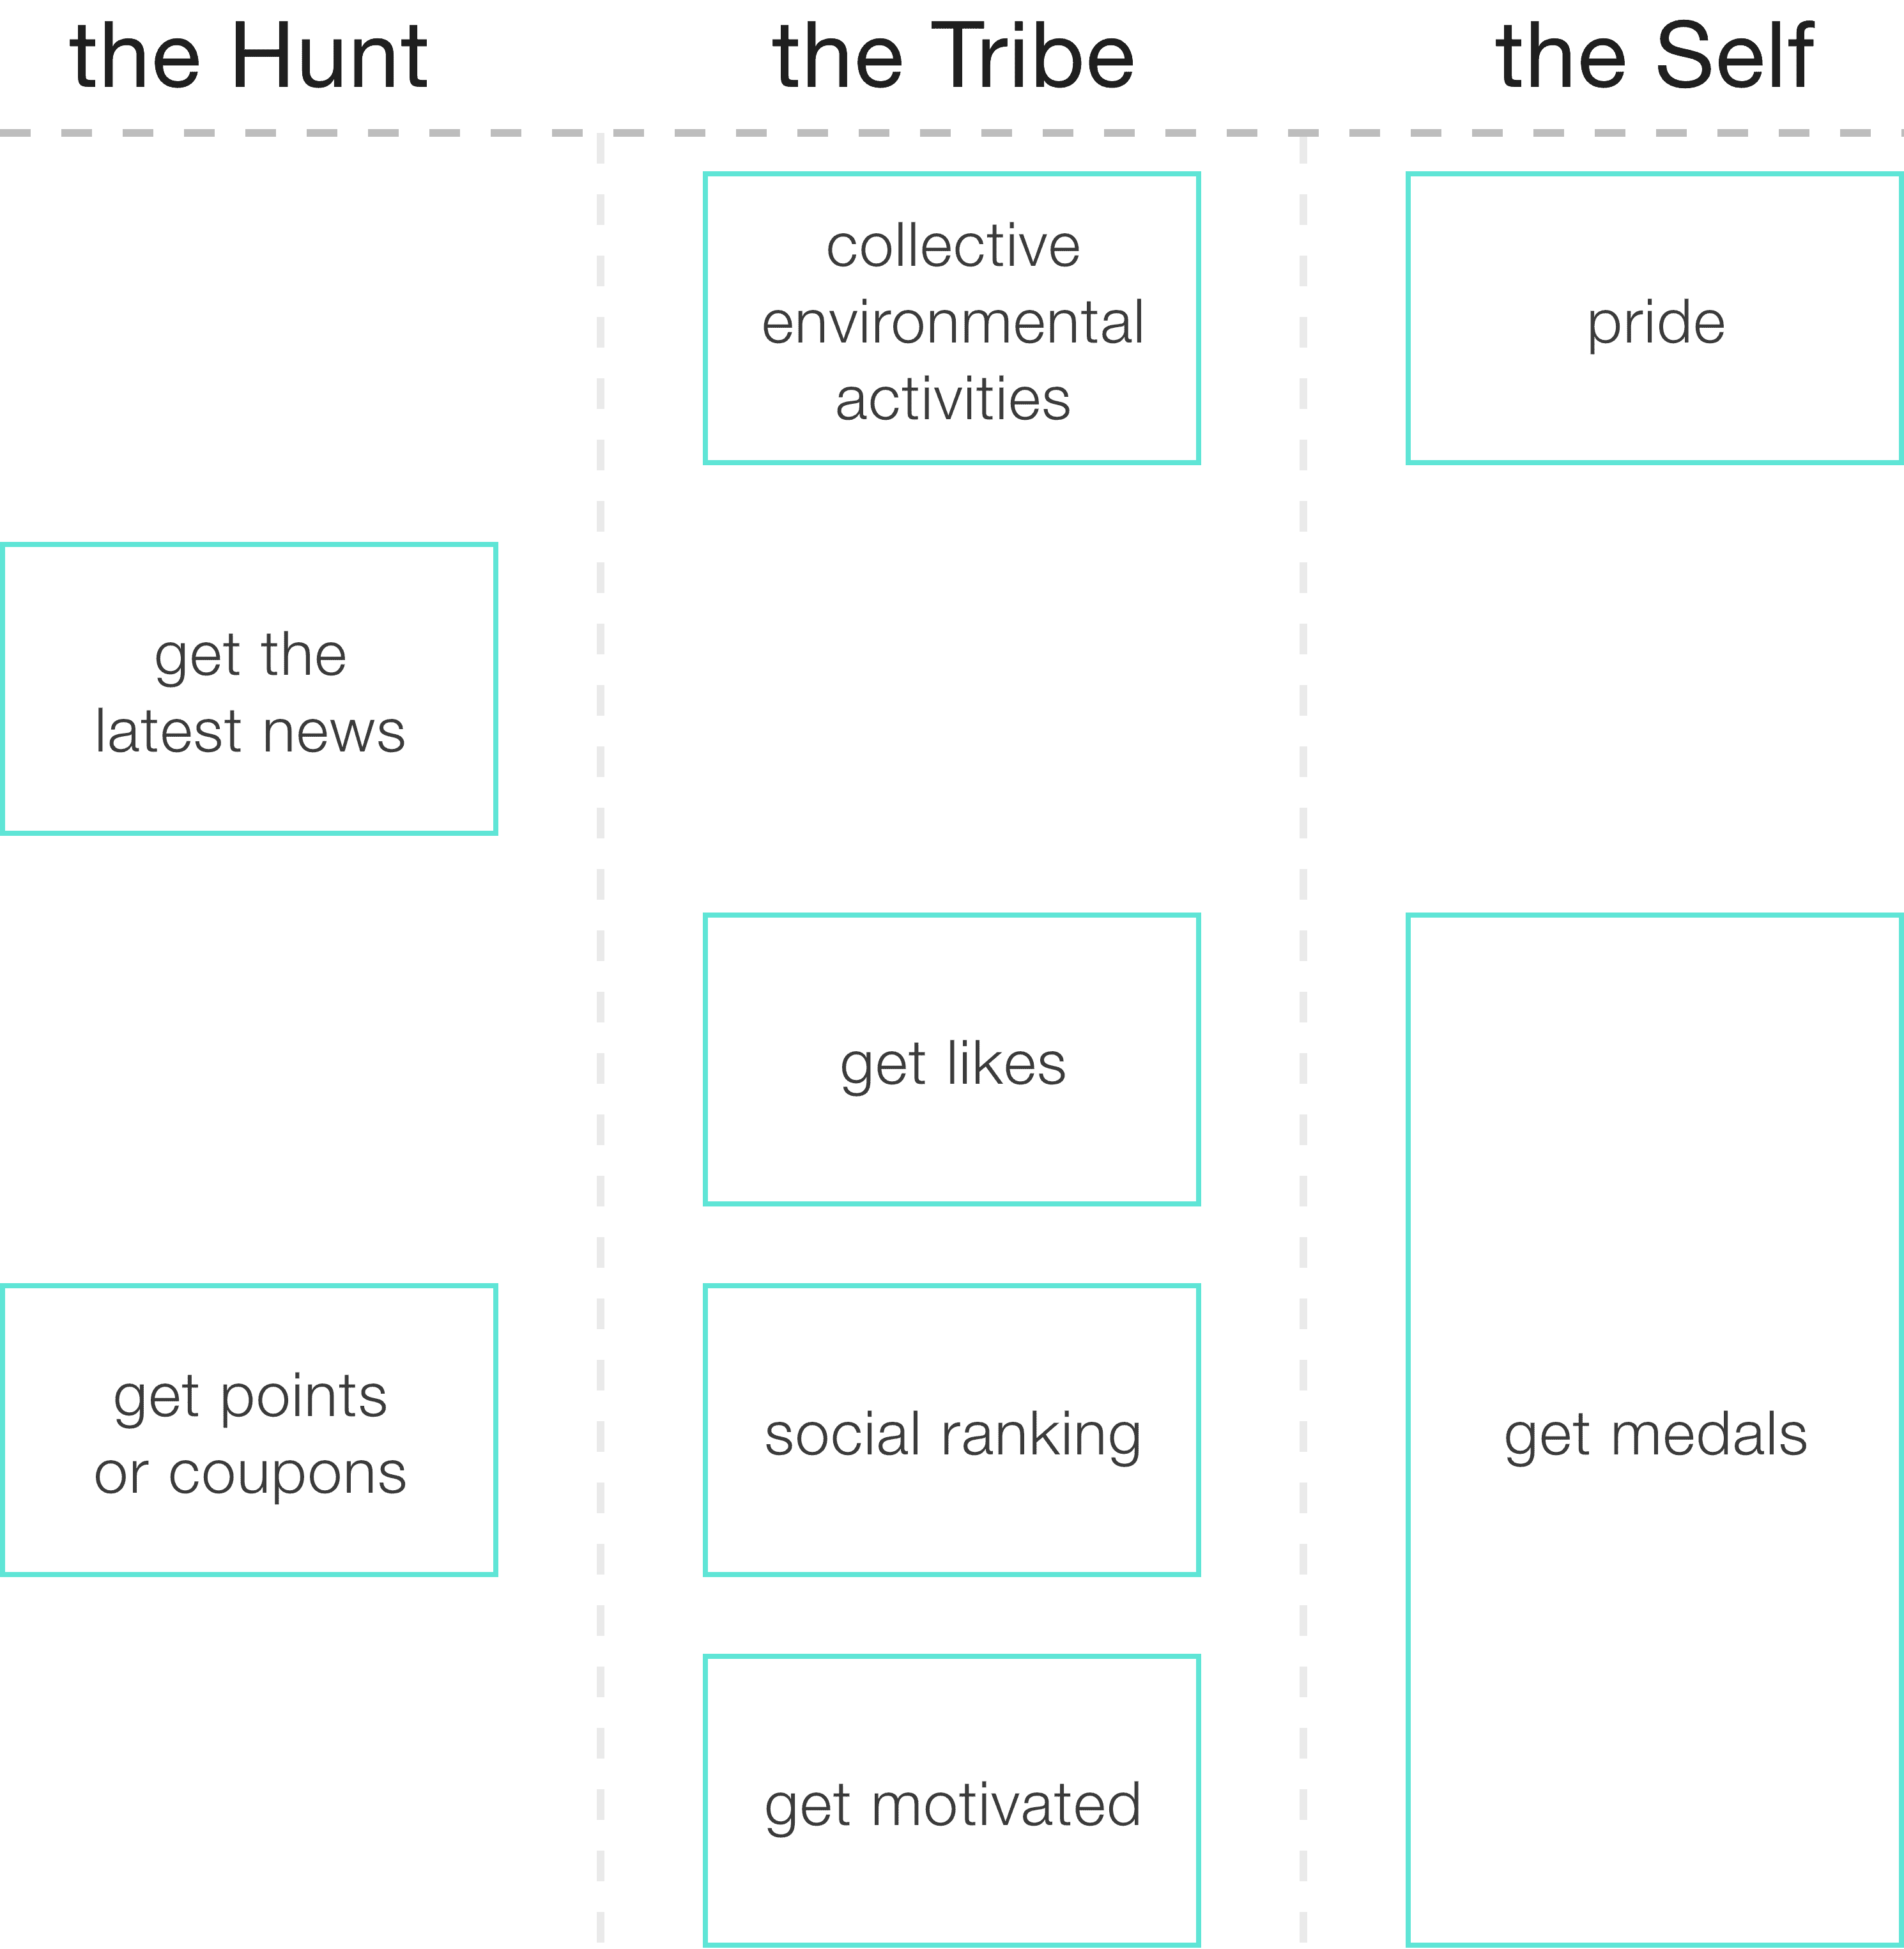 the Hunt
the Tribe
the Self
collective
environmental
activities
pride
get the
latest news
get likes
get points
or coupons
social ranking
get medals
get motivated